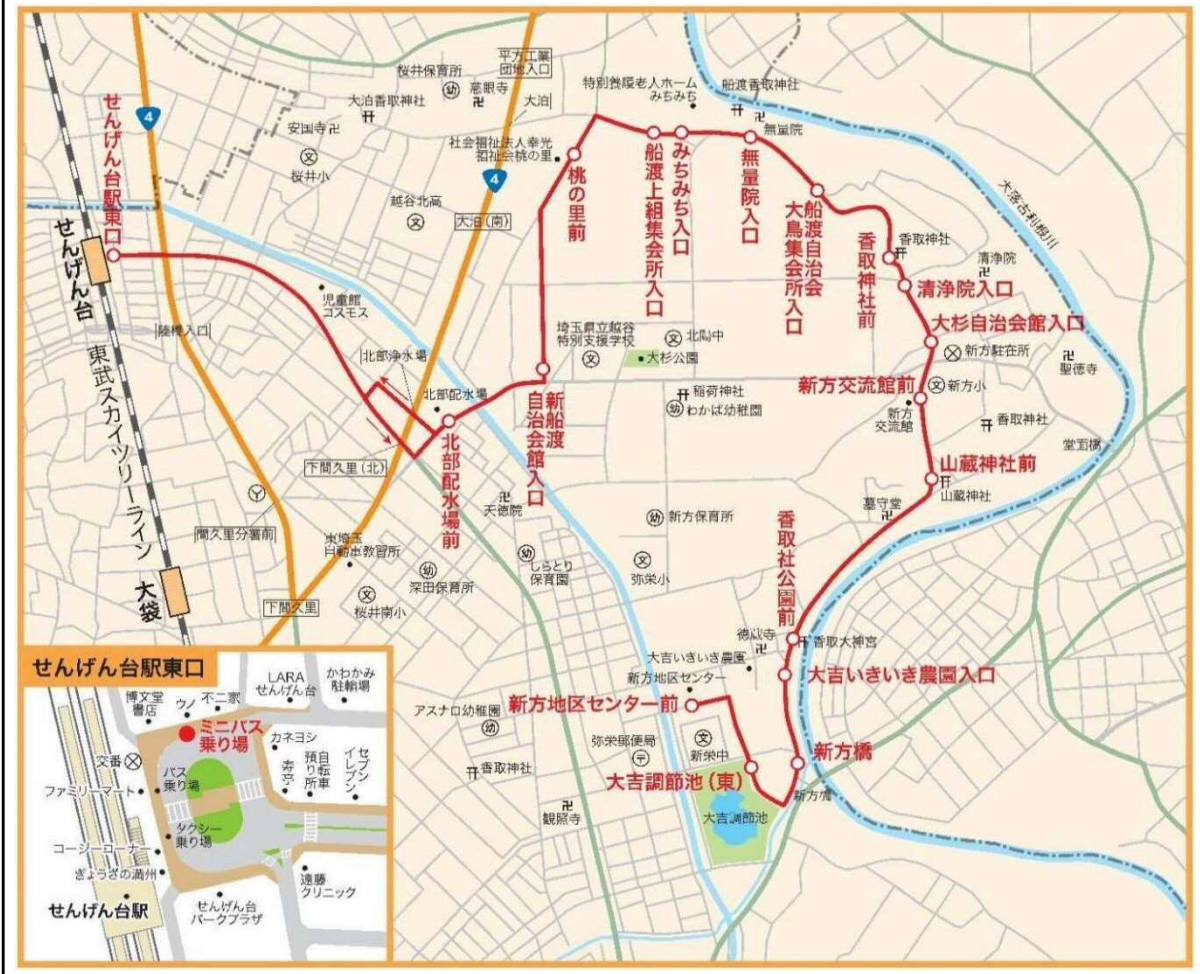 4
せんげん台駅東口
せんげん台
東武スカイツリーライン
大袋
桜井保育所
幼
慈眼寺
平方工業
団地入口
大泊香取神社
大泊
安国寺
文
桜井小
社会福祉法人幸光
福祉会桃の里
4
越谷北高
文
大泊(南)
特別養護老人ホーム
みちみち
船渡香取神社
無量院
桃の里前
船渡上組集会所入口
みちみち入口
無量院入口
船渡自治会
大鳥集会所入口
香取神社前
香取神社
大落古利根川
清浄院
清浄院入口
大杉自治会館入口
新方駐在所
聖徳寺
新方交流館前
文
新方小
新方
交流館
香取神社
堂面橋
山蔵神社前
山蔵神社
墓守堂
児童館
コスモス
陸橋入口
北部浄水場
北部配水場
埼玉県立越谷
特別支援学校
文
文
北陽中
大杉公園
稲荷神社
幼
わかば幼稚園
新船渡
自治会館入口
北部配水場前
下間久里(北)
天徳院
Y
間久里分署前
東埼玉
自動車教習所
幼
深田保育所
文
桜井南小
下間久里
幼
しらとり
保育園
幼
新方保育所
文
弥栄小
香取社公園前
徳蔵寺
香取大神宮
大吉いきいき農園
大吉いきいき農園入口
新方地区センター
新方地区センター前
アスナロ幼稚園
幼
弥栄郵便局
〒
文
新栄中
新方橋
新方橋
大吉調節池(東)
大吉調節池
香取神社
観照寺
せんげん台駅東口
博文堂
書店
ウノ
不二家
LARA
せんげん台
かわかみ
駐輪場
ミニバス
乗り場
交番
バス
乗り場
カネヨシ
寿亭
自転車
預り所
セブン
イレブン
ファミリーマート
タクシー
乗り場
コージーコーナー
ぎょうざの満州
遠藤
クリニック
せんげん台駅
せんげん台
パークプラザ